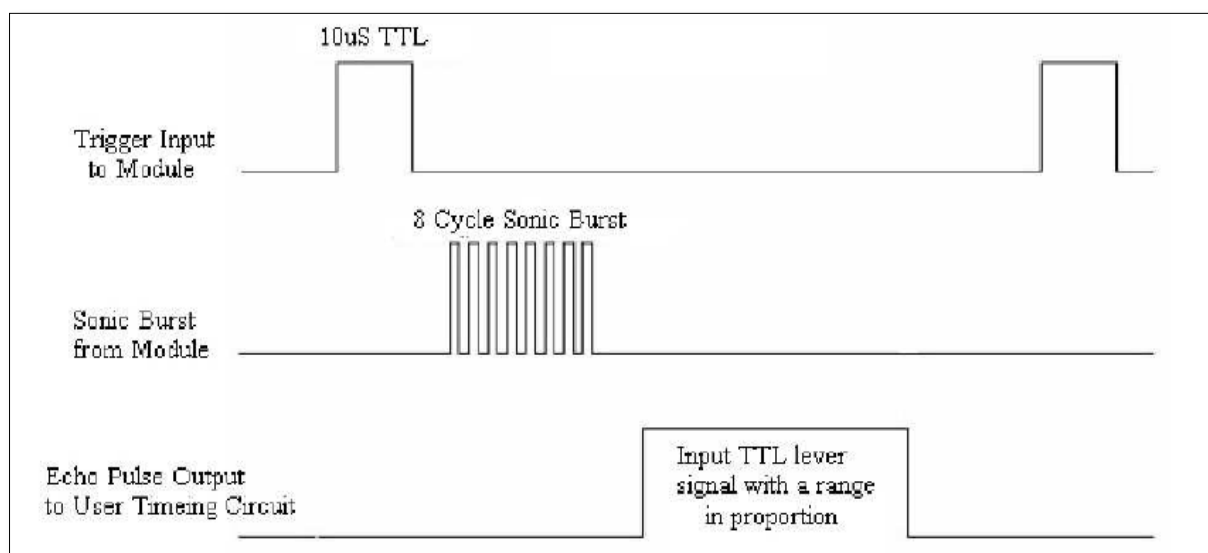 10uS TTL
Trigger Input
to Module
8 Cycle Sonic Burst
Sonic Burst
from Module
Echo Pulse Output
to User Timeing Circuit
Input TTL lever
signal with a range
in proportion